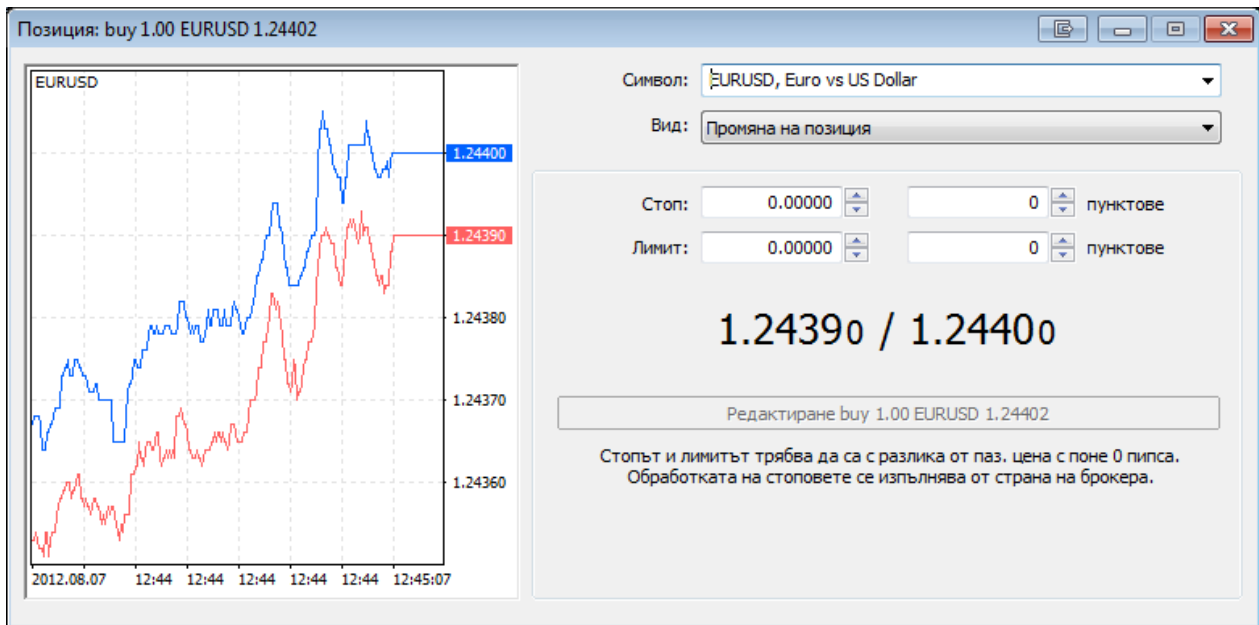 Позиция: buy 1.00 EURUSD 1.24402
EURUSD
1.24400
1.24390
1.24380
1.24370
1.24360
2012.08.07 12:44 12:44 12:44 12:44 12:44 12:45:07
Символ: EURUSD, Euro vs US Dollar
Вид: Промяна на позиция
Стоп: 0.00000 0 пунктове
Лимит: 0.00000 0 пунктове
1.24390 / 1.24400
Редактиране buy 1.00 EURUSD 1.24402
Стопът и лимитът трябва да са с разлика от паз. цена с поне 0 пипса.
Обработката на стоповете се изпълнява от страна на брокера.